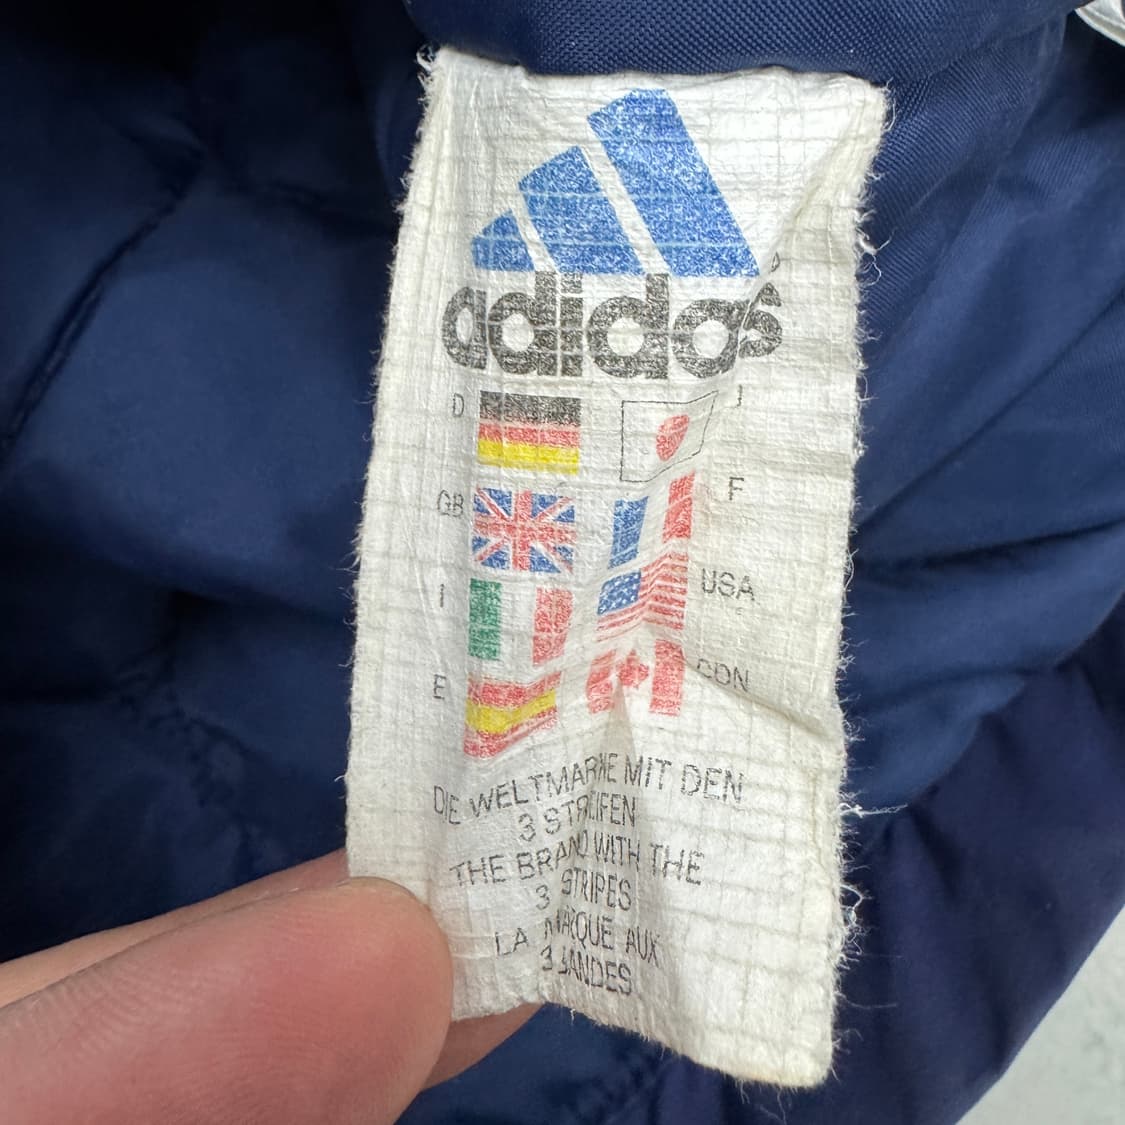 adidas
D
J
GB
F
I
USA
E
CDN
DIE WELTMARKE MIT DEN
3 STREIFEN
THE BRAND WITH THE
3 STRIPES
LA MARQUE AUX
3 BANDES